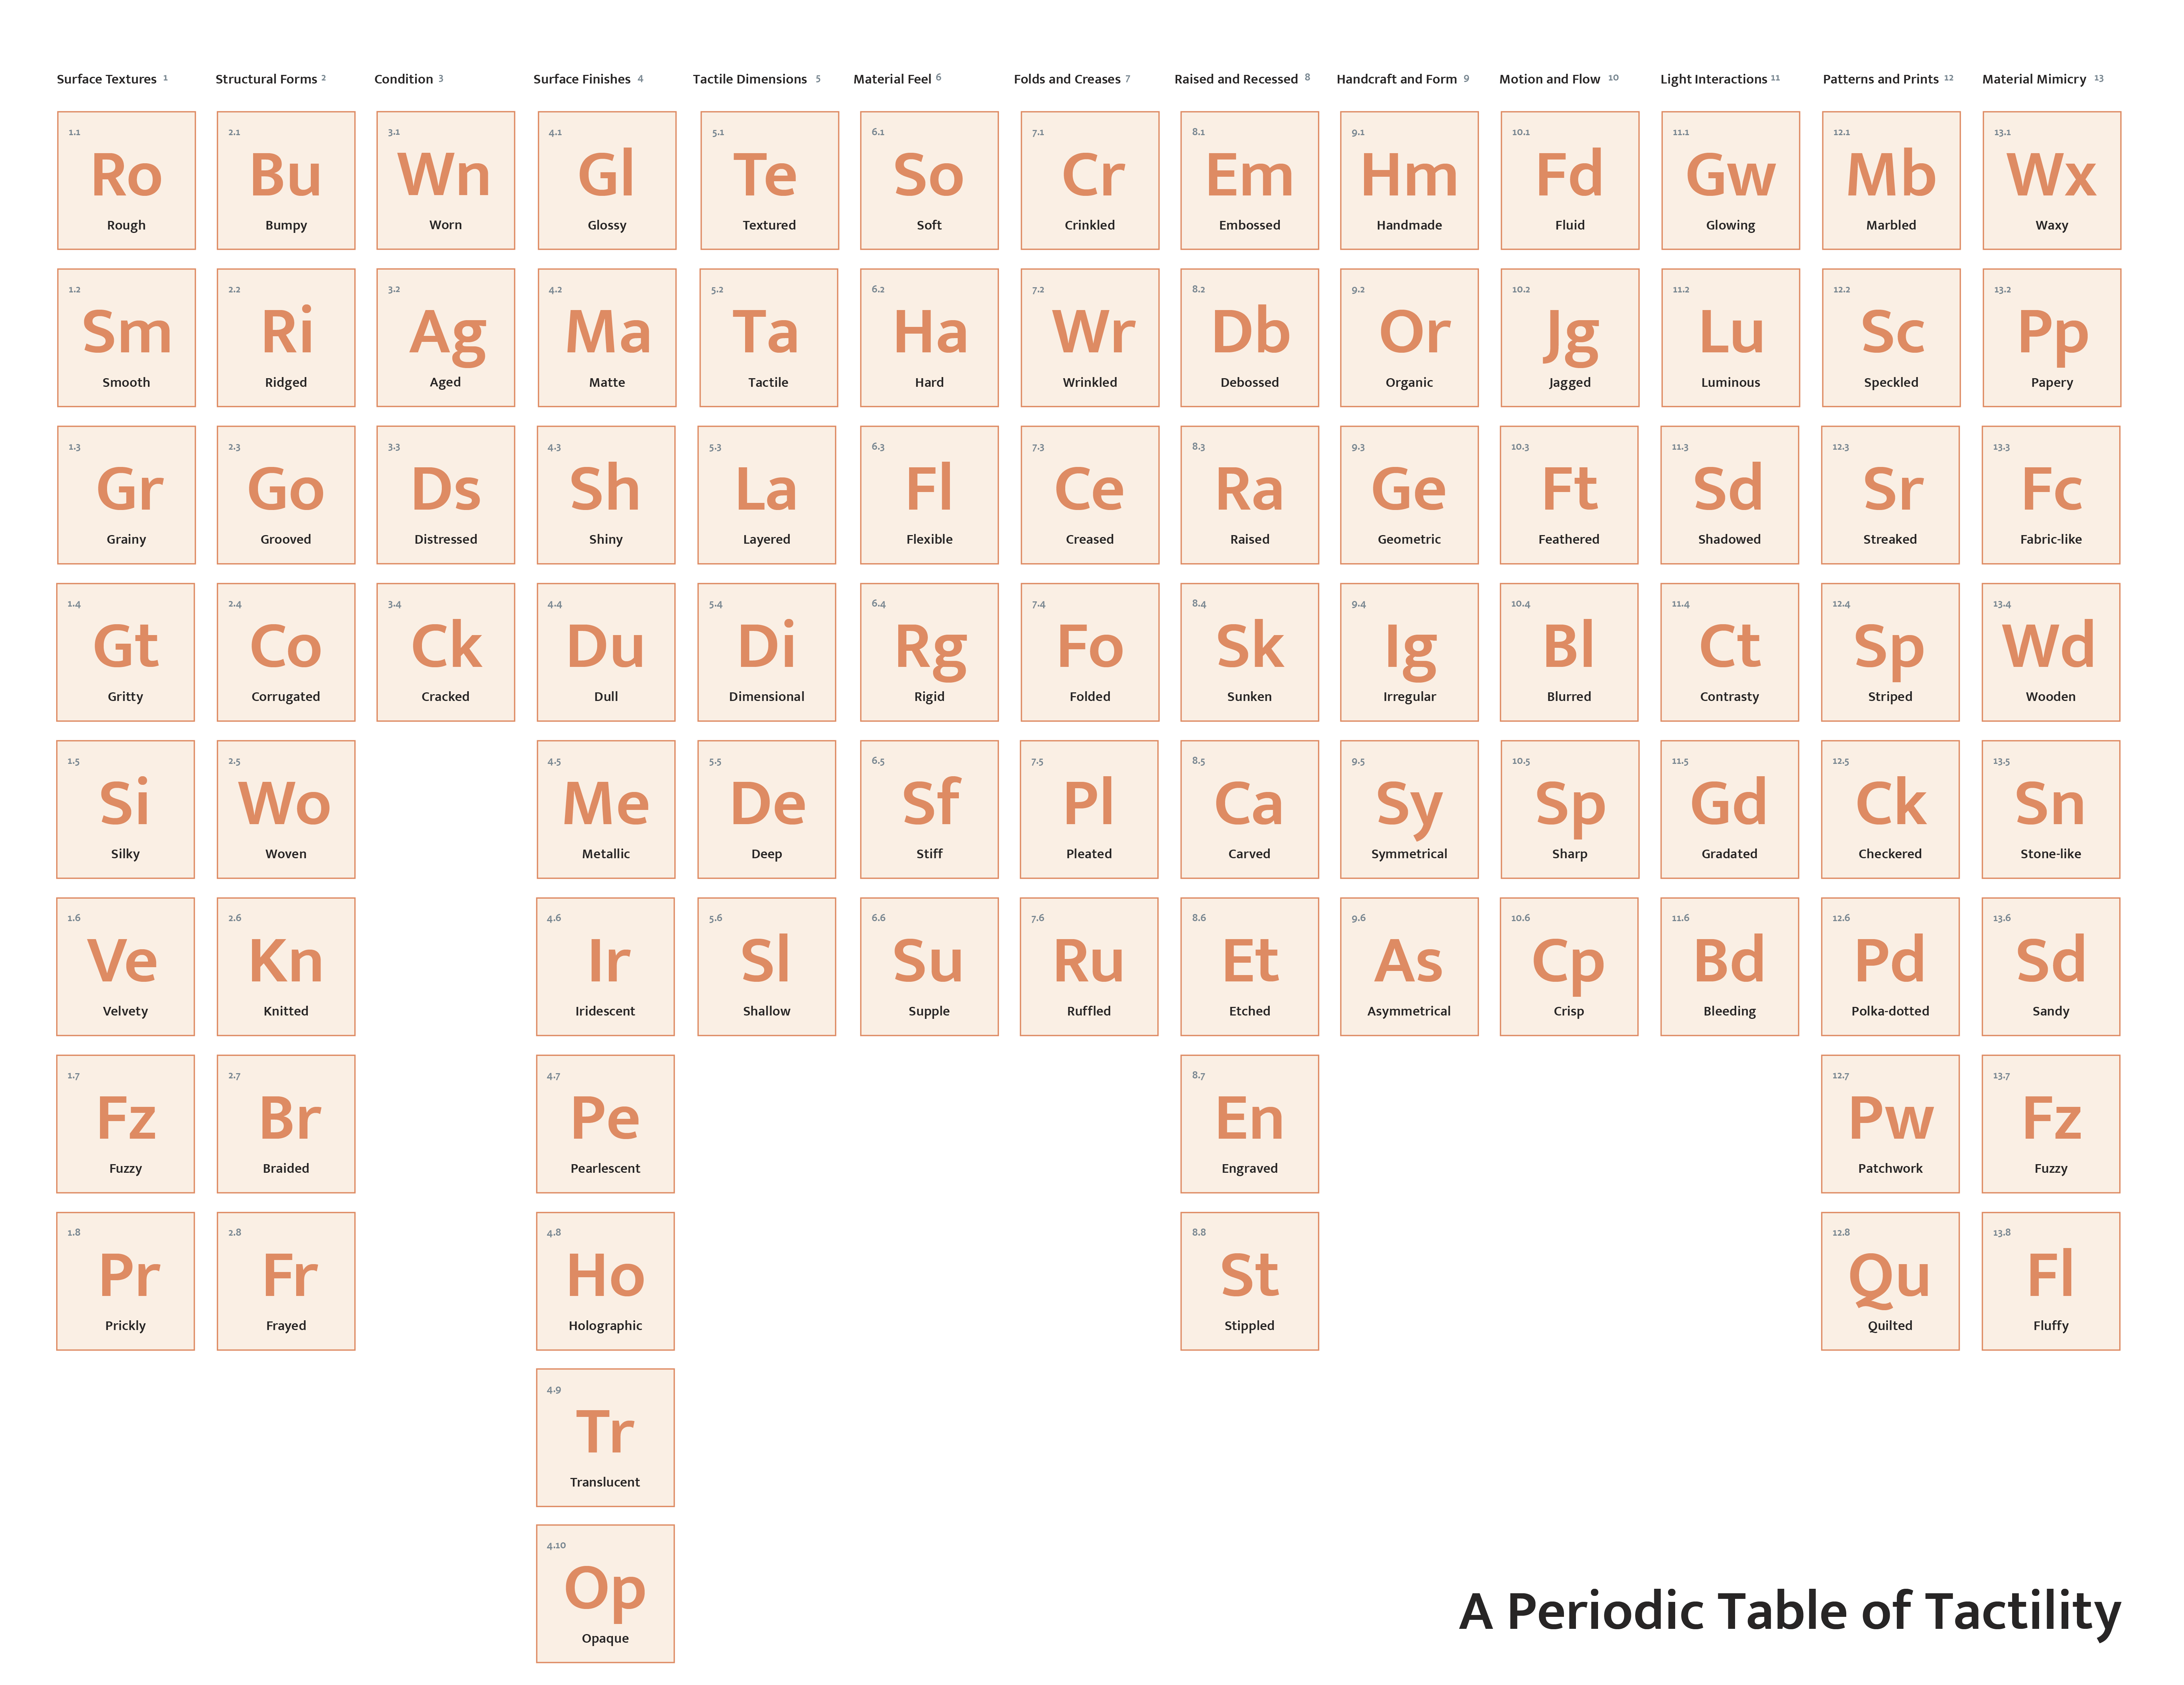 Surface Textures 1
Structural Forms 2
Condition 3
Surface Finishes 4
Tactile Dimensions 5
Material Feel 6
Folds and Creases 7
Raised and Recessed 8
Handcraft and Form 9
Motion and Flow 10
Light Interactions 11
Patterns and Prints 12
Material Mimicry 13
1.1
Ro
Rough
2.1
Bu
Bumpy
3.1
Wn
Worn
4.1
Gl
Glossy
5.1
Te
Textured
6.1
So
Soft
7.1
Cr
Crinkled
8.1
Em
Embossed
9.1
Hm
Handmade
10.1
Fd
Fluid
11.1
Gw
Glowing
12.1
Mb
Marbled
13.1
Wx
Waxy
1.2
Sm
Smooth
2.2
Ri
Ridged
3.2
Ag
Aged
4.2
Ma
Matte
5.2
Ta
Tactile
6.2
Ha
Hard
7.2
Wr
Wrinkled
8.2
Db
Debossed
9.2
Or
Organic
10.2
Jg
Jagged
11.2
Lu
Luminous
12.2
Sc
Speckled
13.2
Pp
Papery
1.3
Gr
Grainy
2.3
Go
Grooved
3.3
Ds
Distressed
4.3
Sh
Shiny
5.3
La
Layered
6.3
Fl
Flexible
7.3
Ce
Creased
8.3
Ra
Raised
9.3
Ge
Geometric
10.3
Ft
Feathered
11.3
Sd
Shadowed
12.3
Sr
Streaked
13.3
Fc
Fabric-like
1.4
Gt
Gritty
2.4
Co
Corrugated
3.4
Ck
Cracked
4.4
Du
Dull
5.4
Di
Dimensional
6.4
Rg
Rigid
7.4
Fo
Folded
8.4
Sk
Sunken
9.4
Ig
Irregular
10.4
Bl
Blurred
11.4
Ct
Contrasty
12.4
Sp
Striped
13.4
Wd
Wooden
1.5
Si
Silky
2.5
Wo
Woven
4.5
Me
Metallic
5.5
De
Deep
6.5
Sf
Stiff
7.5
Pl
Pleated
8.5
Ca
Carved
9.5
Sy
Symmetrical
10.5
Sp
Sharp
11.5
Gd
Gradated
12.5
Ck
Checkered
13.5
Sn
Stone-like
1.6
Ve
Velvety
2.6
Kn
Knitted
4.6
Ir
Iridescent
5.6
Sl
Shallow
6.6
Su
Supple
7.6
Ru
Ruffled
8.6
Et
Etched
9.6
As
Asymmetrical
10.6
Cp
Crisp
11.6
Bd
Bleeding
12.6
Pd
Polka-dotted
13.6
Sd
Sandy
1.7
Fz
Fuzzy
2.7
Br
Braided
4.7
Pe
Pearlescent
8.7
En
Engraved
12.7
Pw
Patchwork
13.7
Fz
Fuzzy
1.8
Pr
Prickly
2.8
Fr
Frayed
4.8
Ho
Holographic
8.8
St
Stippled
12.8
Qu
Quilted
13.8
Fl
Fluffy
4.9
Tr
Translucent
4.10
Op
Opaque
A Periodic Table of Tactility